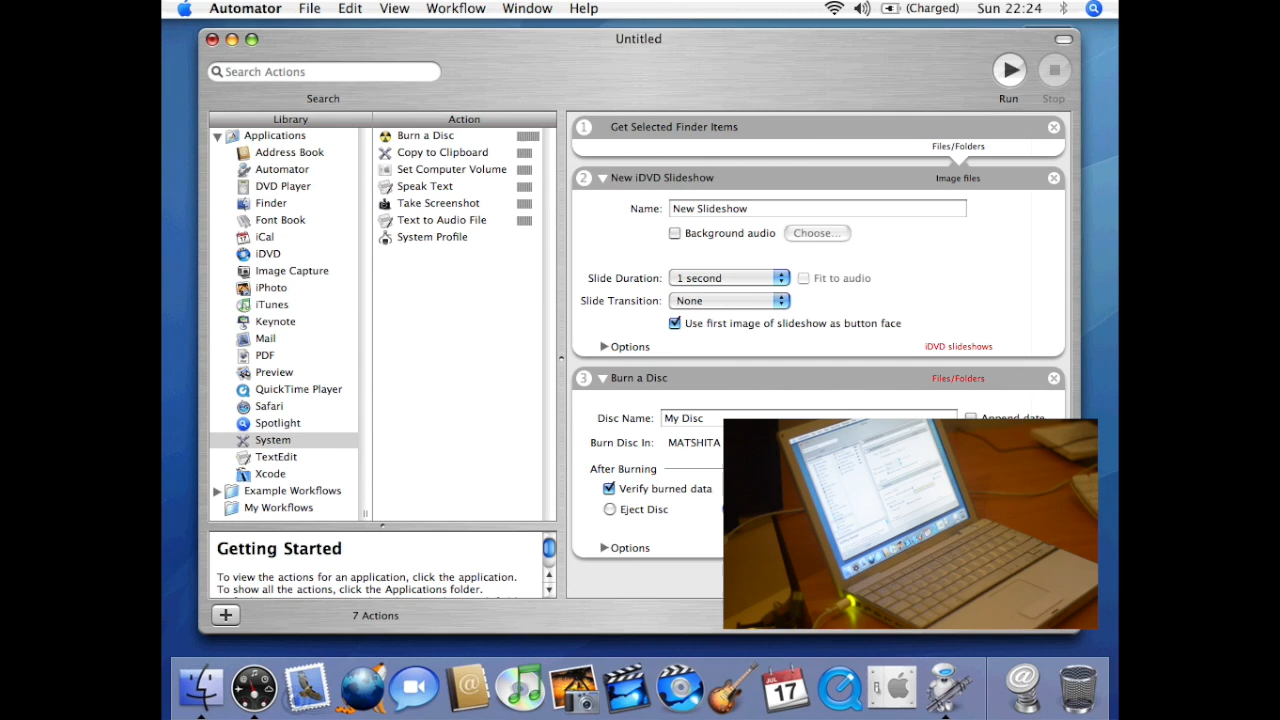 Automator File Edit View Workflow Window Help (Charged) Sun 22:24
Untitled
Search Actions
Search
Run
Stop
Library
Action
Applications
Address Book
Automator
DVD Player
Finder
Font Book
iCal
iDVD
Image Capture
iPhoto
iTunes
Keynote
Mail
PDF
Preview
QuickTime Player
Safari
Spotlight
System
TextEdit
Xcode
Example Workflows
My Workflows
Burn a Disc
Copy to Clipboard
Set Computer Volume
Speak Text
Take Screenshot
Text to Audio File
System Profile
1 Get Selected Finder Items
Files/Folders
2 New iDVD Slideshow Image files
Name: New Slideshow
Background audio Choose...
Slide Duration: 1 second Fit to audio
Slide Transition: None
Use first image of slideshow as button face
Options iDVD slideshows
3 Burn a Disc Files/Folders
Disc Name: My Disc Append date
Burn Disc In: MATSHITA
After Burning
Verify burned data
Eject Disc
Options
Getting Started
To view the actions for an application, click the application.
To show all the actions, click the Applications folder.
7 Actions
JUL
17